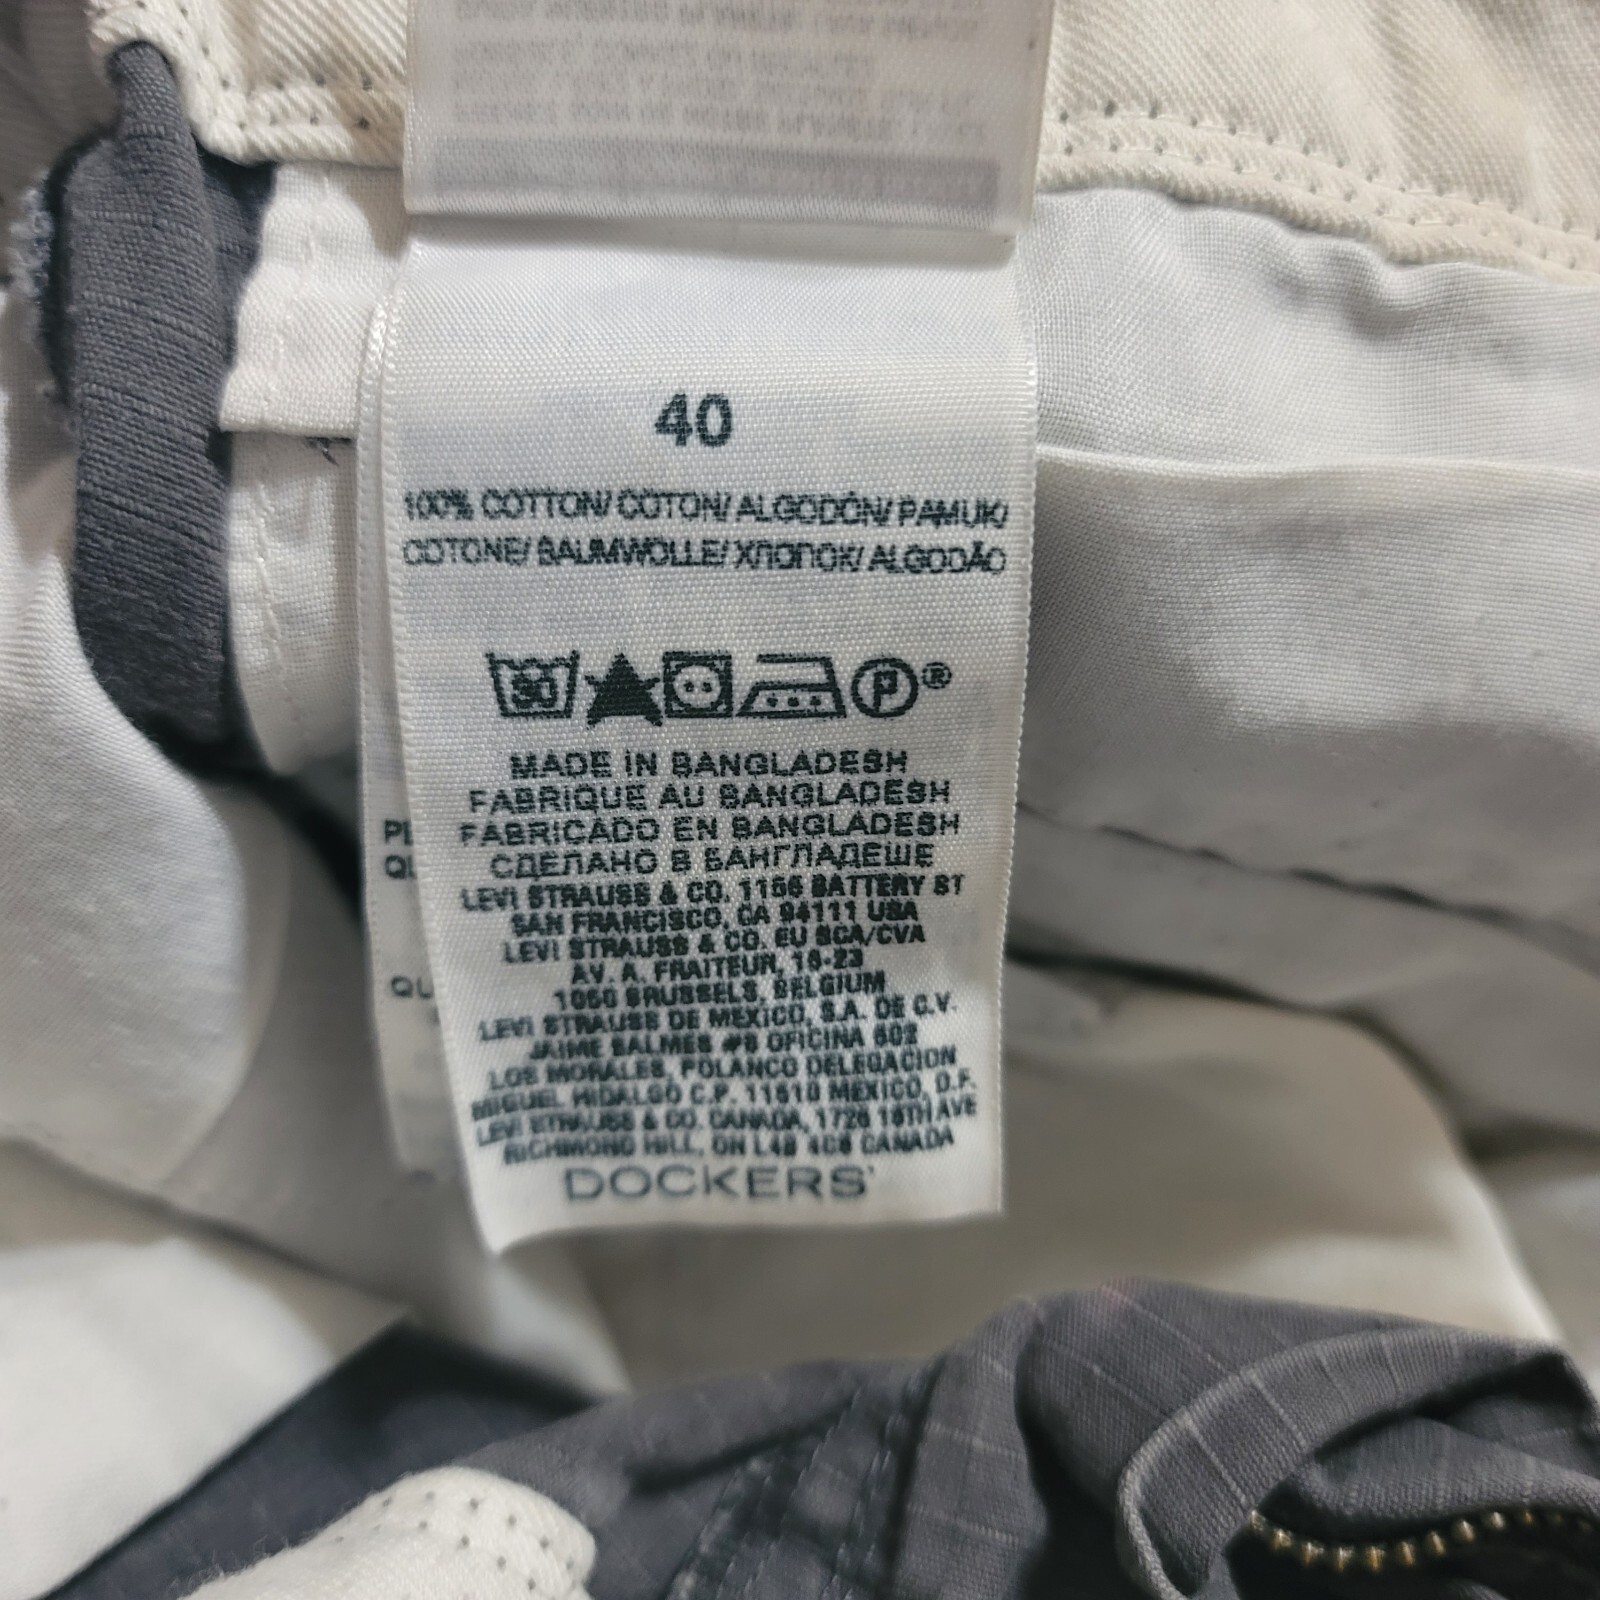 40
100% COTTON/ COTON/ ALGODÓN/ PAMUK/
COTONE/ BAUMWOLLE/ ХЛОПОК/ ALGODÃO
30
P ®
MADE IN BANGLADESH
FABRIQUE AU BANGLADESH
FABRICADO EN BANGLADESH
СДЕЛАНО В БАНГЛАДЕШЕ
LEVI STRAUSS & CO. 1155 BATTERY ST
SAN FRANCISCO, CA 94111 USA
LEVI STRAUSS & CO. EU SCA/CVA
AV. A. FRAITEUR, 15-23
1050 BRUSSELS, BELGIUM
LEVI STRAUSS DE MEXICO, S.A. DE C.V.
JAIME BALMES #8 OFICINA 602
LOS MORALES, POLANCO DELEGACION
MIGUEL HIDALGO C.P. 11510 MEXICO, D.F.
LEVI STRAUSS & CO. CANADA, 1725 16TH AVE
RICHMOND HILL, ON L4B 4C6 CANADA
DOCKERS